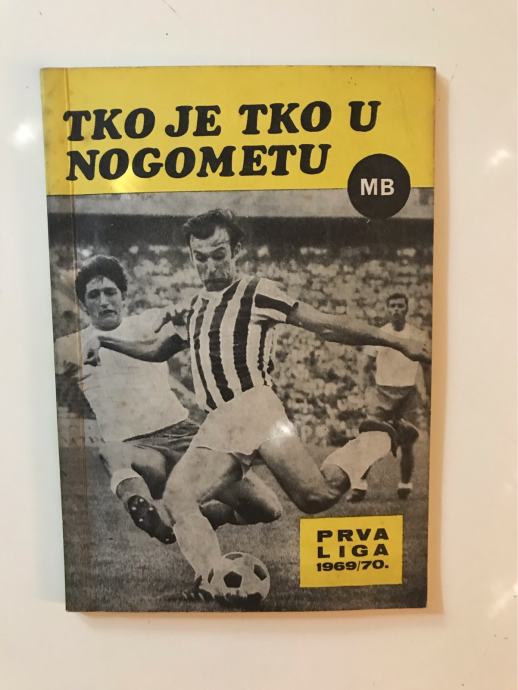 TKO JE TKO U
NOGOMETU
MB
PRVA
LIGA
1969/70.